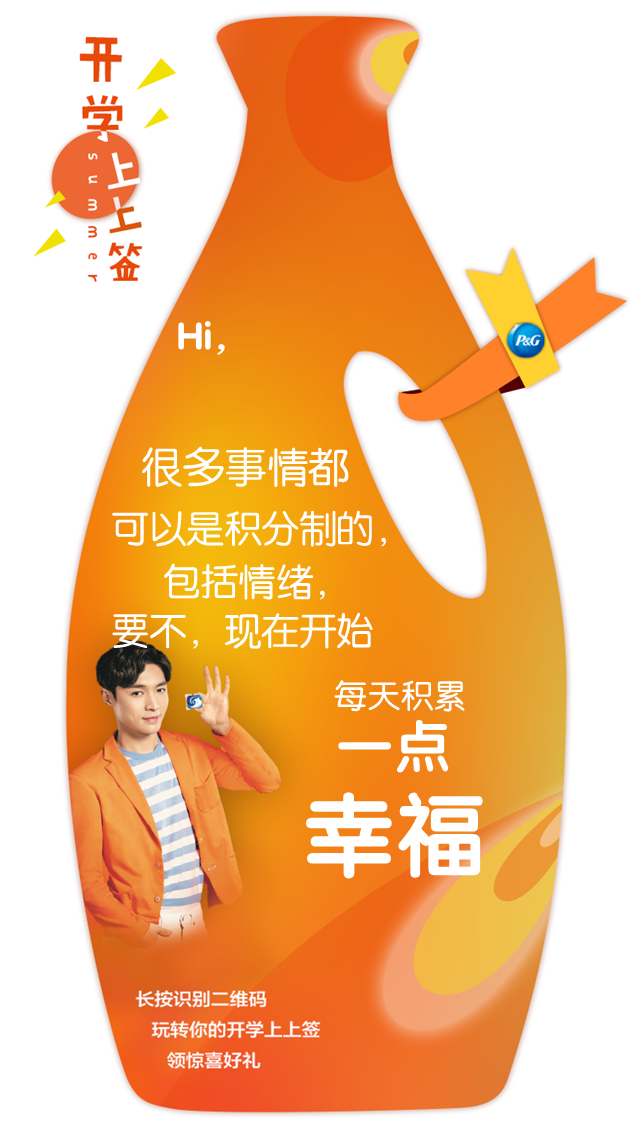 开学
上上签
summer
Hi，
P&G
很多事情都
可以是积分制的，
包括情绪，
要不，现在开始
每天积累
一点
幸福
长按识别二维码
玩转你的开学上上签
领惊喜好礼